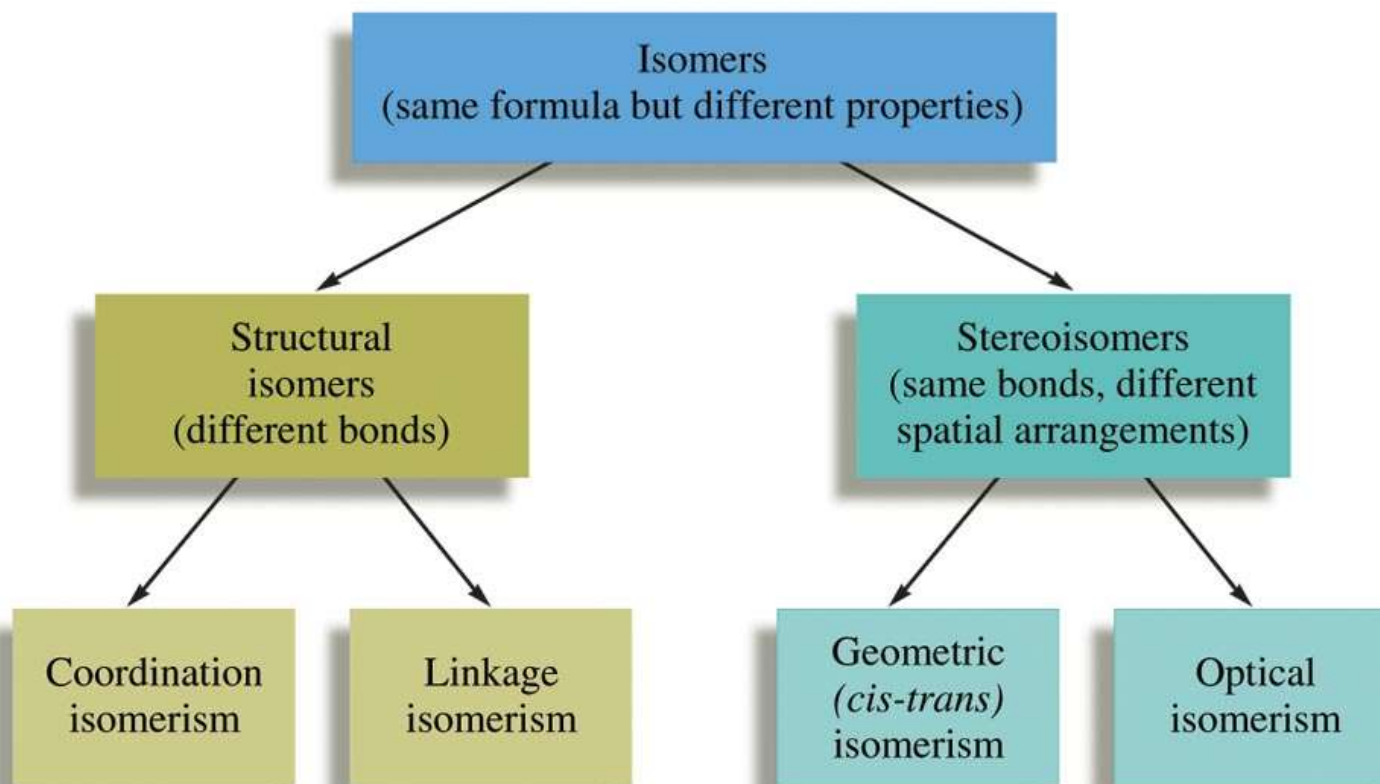 Isomers
(same formula but different properties)
Structural
isomers
(different bonds)
Stereoisomers
(same bonds, different
spatial arrangements)
Coordination
isomerism
Linkage
isomerism
Geometric
(cis-trans)
isomerism
Optical
isomerism